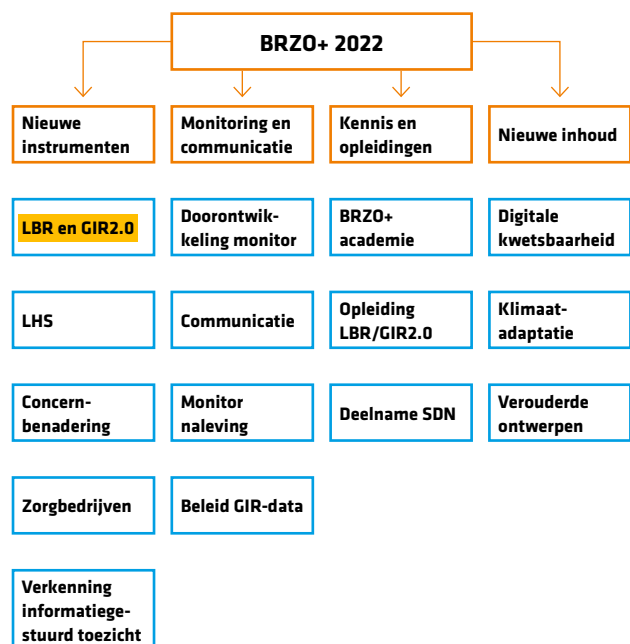 BRZO+ 2022
Nieuwe
instrumenten
Monitoring en
communicatie
Kennis en
opleidingen
Nieuwe inhoud
LBR en GIR2.0
Doorontwik-
keling monitor
BRZO+
academie
Digitale
kwetsbaarheid
LHS
Communicatie
Opleiding
LBR/GIR2.0
Klimaat-
adaptatie
Concern-
benadering
Monitor
naleving
Deelname SDN
Verouderde
ontwerpen
Zorgbedrijven
Beleid GIR-data
Verkenning
informatiege-
stuurd toezicht